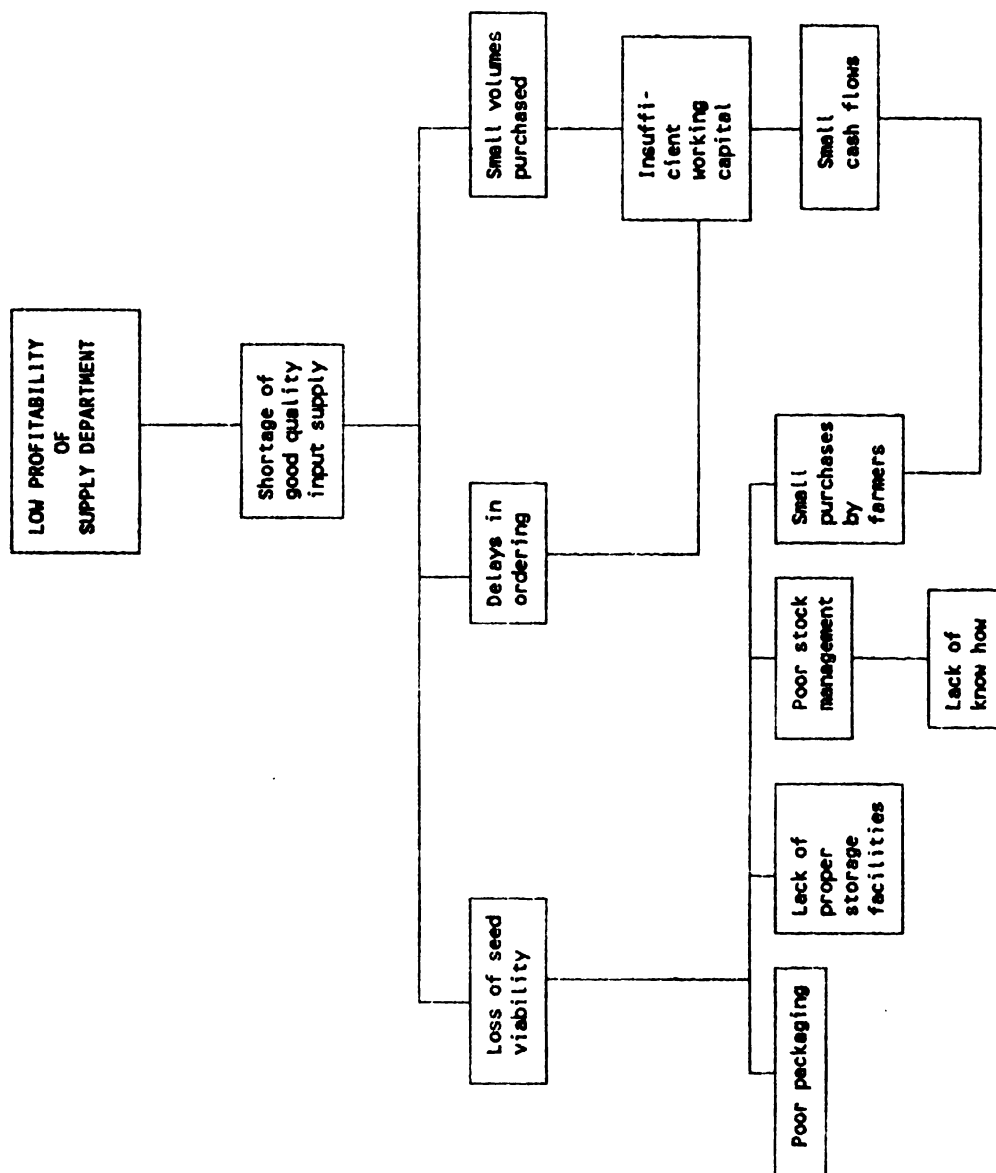 LOW PROFITABILITY
OF
SUPPLY DEPARTMENT
Shortage of
good quality
input supply
Loss of seed
viability
Delays in
ordering
Small volumes
purchased
Insuffi-
cient
working
capital
Poor packaging
Lack of
proper
storage
facilities
Poor stock
management
Small
purchases
by
farmers
Small
cash flows
Lack of
know how